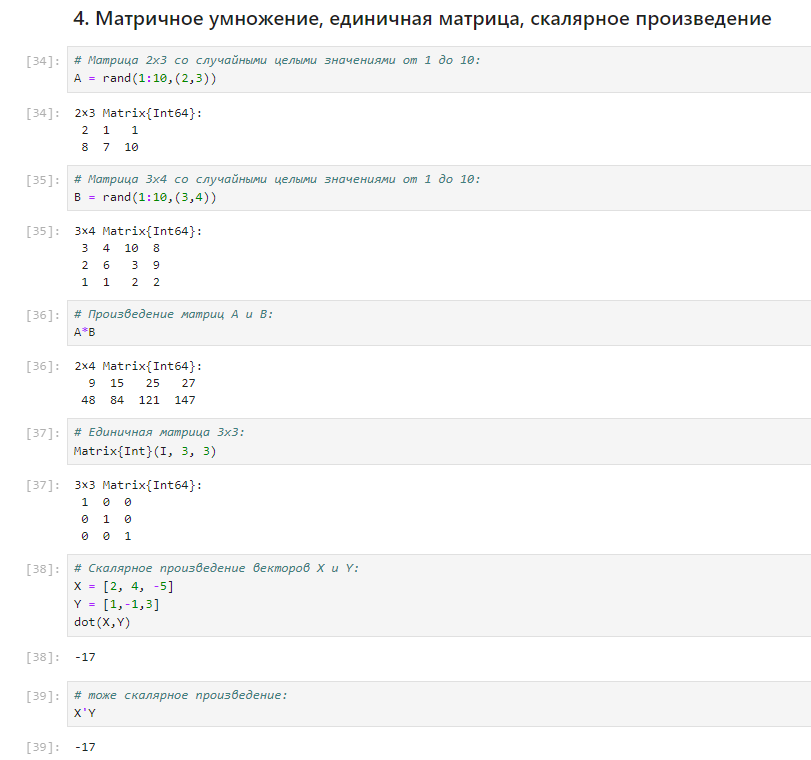 4. Матричное умножение, единичная матрица, скалярное произведение
[34]: # Матрица 2x3 со случайными целыми значениями от 1 до 10:
A = rand(1:10,(2,3))
[34]: 2×3 Matrix{Int64}:
2 1 1
8 7 10
[35]: # Матрица 3x4 со случайными целыми значениями от 1 до 10:
B = rand(1:10,(3,4))
[35]: 3×4 Matrix{Int64}:
3 4 10 8
2 6 3 9
1 1 2 2
[36]: # Произведение матриц A и B:
A*B
[36]: 2×4 Matrix{Int64}:
9 15 25 27
48 84 121 147
[37]: # Единичная матрица 3x3:
Matrix{Int}(I, 3, 3)
[37]: 3×3 Matrix{Int64}:
1 0 0
0 1 0
0 0 1
[38]: # Скалярное произведение векторов X и Y:
X = [2, 4, -5]
Y = [1,-1,3]
dot(X,Y)
[38]: -17
[39]: # тоже скалярное произведение:
X'Y
[39]: -17